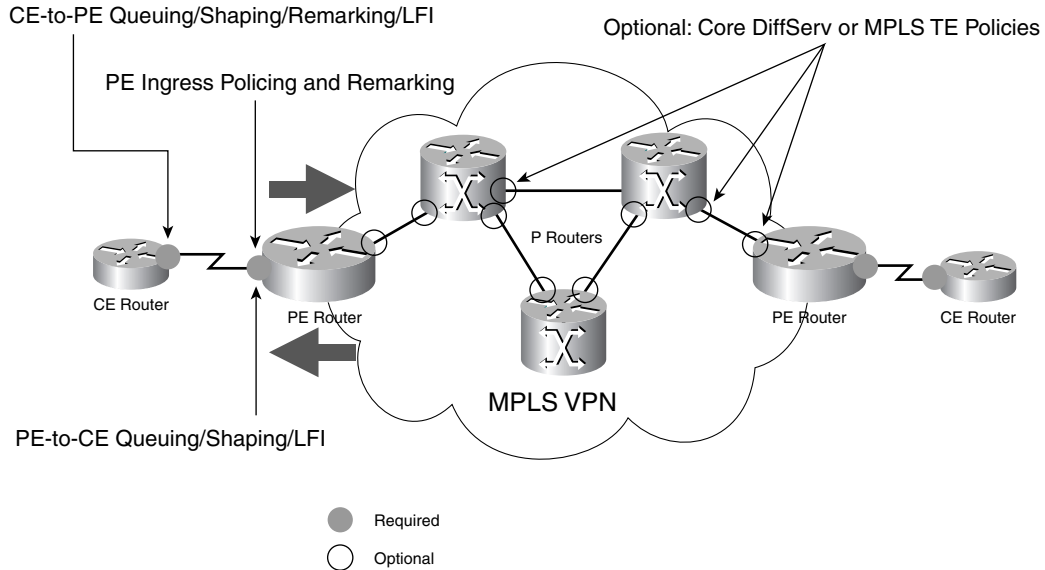 CE-to-PE Queuing/Shaping/Remarking/LFI
Optional: Core DiffServ or MPLS TE Policies
PE Ingress Policing and Remarking
P Routers
CE Router
PE Router
PE Router
CE Router
MPLS VPN
PE-to-CE Queuing/Shaping/LFI
Required
Optional